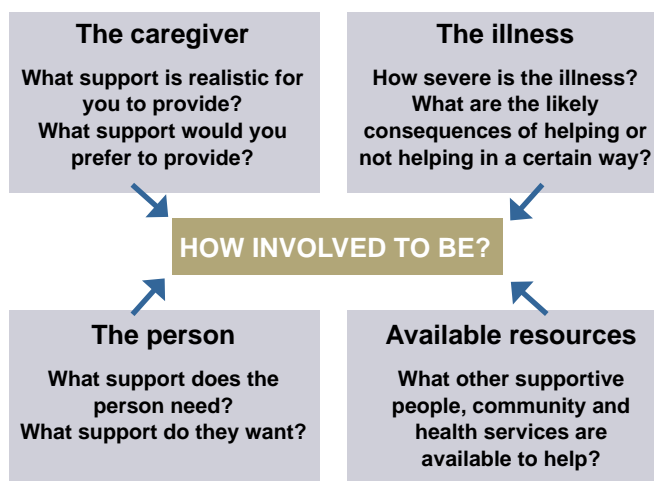 The caregiver
What support is realistic for
you to provide?
What support would you
prefer to provide?
The illness
How severe is the illness?
What are the likely
consequences of helping or
not helping in a certain way?
HOW INVOLVED TO BE?
The person
What support does the
person need?
What support do they want?
Available resources
What other supportive
people, community and
health services are
available to help?